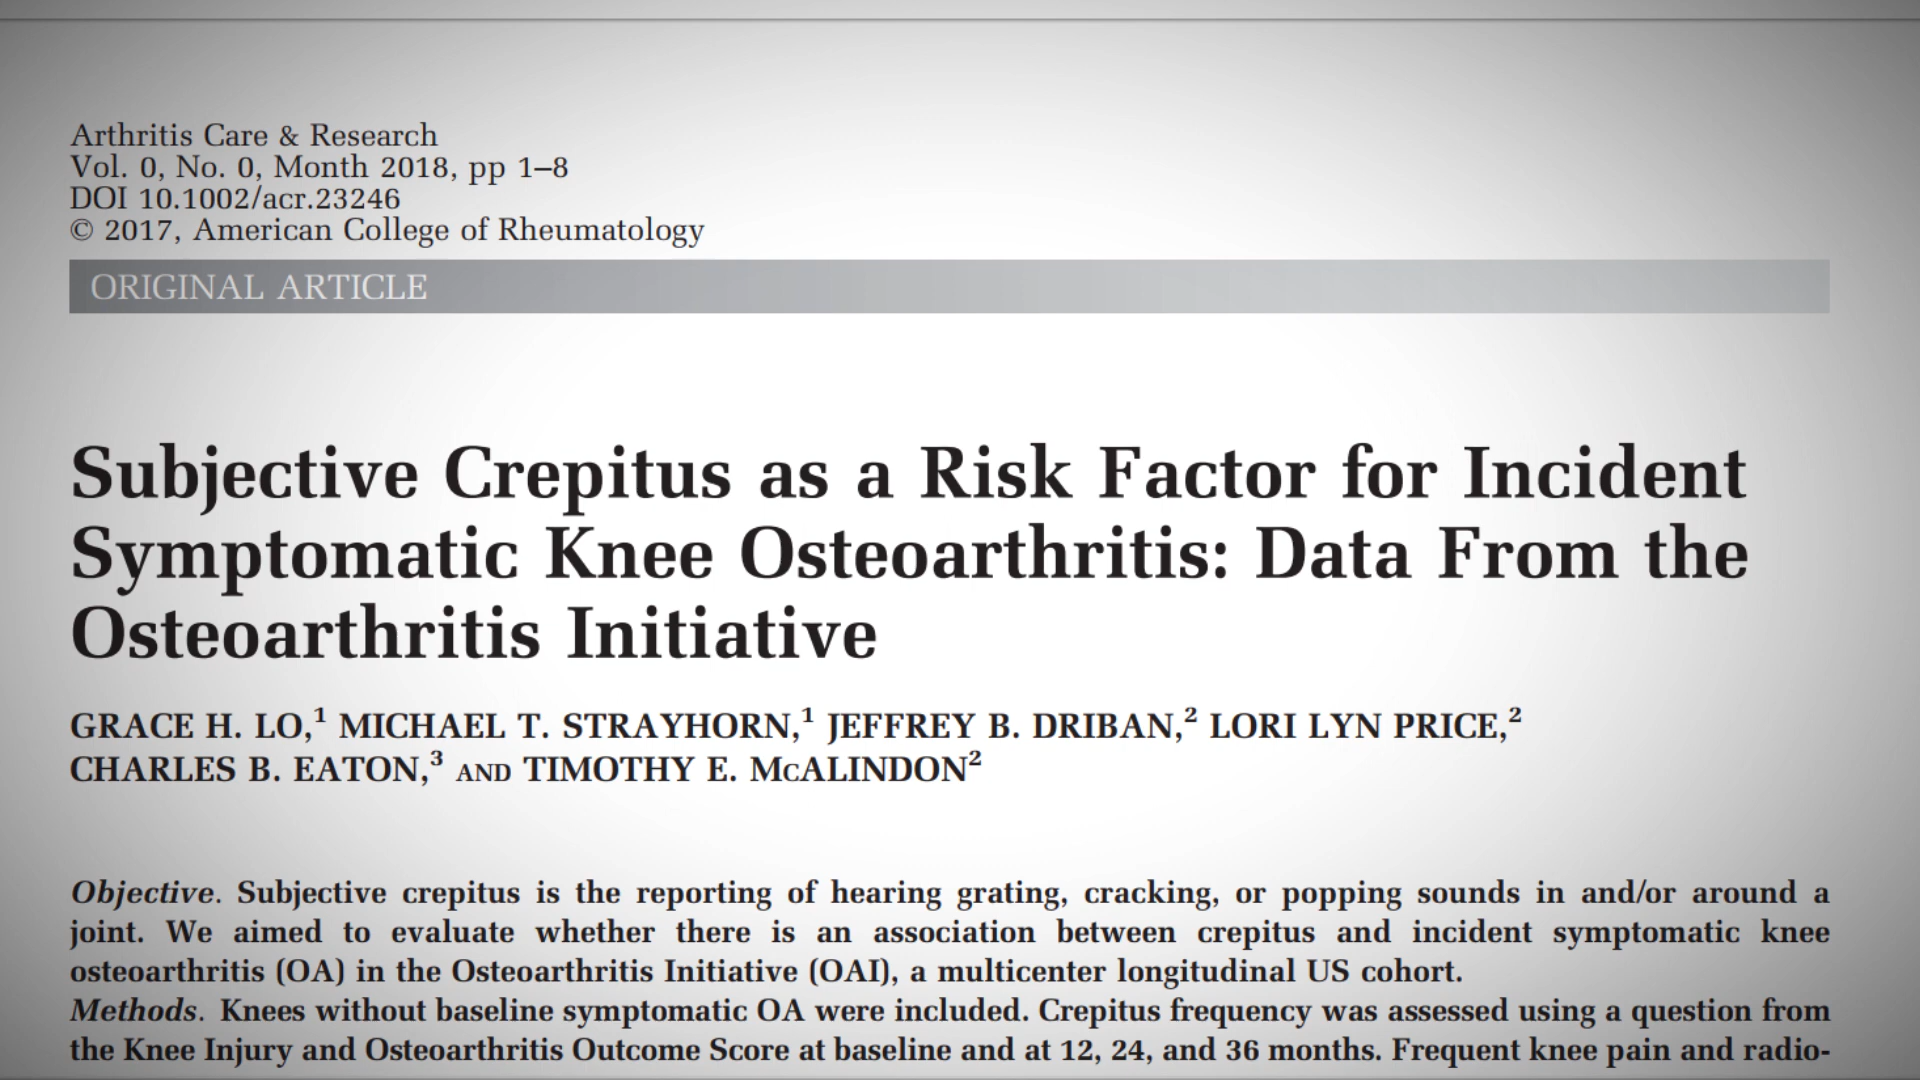 Arthritis Care & Research
Vol. 0, No. 0, Month 2018, pp 1–8
DOI 10.1002/acr.23246
© 2017, American College of Rheumatology
ORIGINAL ARTICLE
Subjective Crepitus as a Risk Factor for Incident
Symptomatic Knee Osteoarthritis: Data From the
Osteoarthritis Initiative
GRACE H. LO,¹ MICHAEL T. STRAYHORN,¹ JEFFREY B. DRIBAN,² LORI LYN PRICE,²
CHARLES B. EATON,³ AND TIMOTHY E. McALINDON²
Objective. Subjective crepitus is the reporting of hearing grating, cracking, or popping sounds in and/or around a
joint. We aimed to evaluate whether there is an association between crepitus and incident symptomatic knee
osteoarthritis (OA) in the Osteoarthritis Initiative (OAI), a multicenter longitudinal US cohort.
Methods. Knees without baseline symptomatic OA were included. Crepitus frequency was assessed using a question from
the Knee Injury and Osteoarthritis Outcome Score at baseline and at 12, 24, and 36 months. Frequent knee pain and radio-